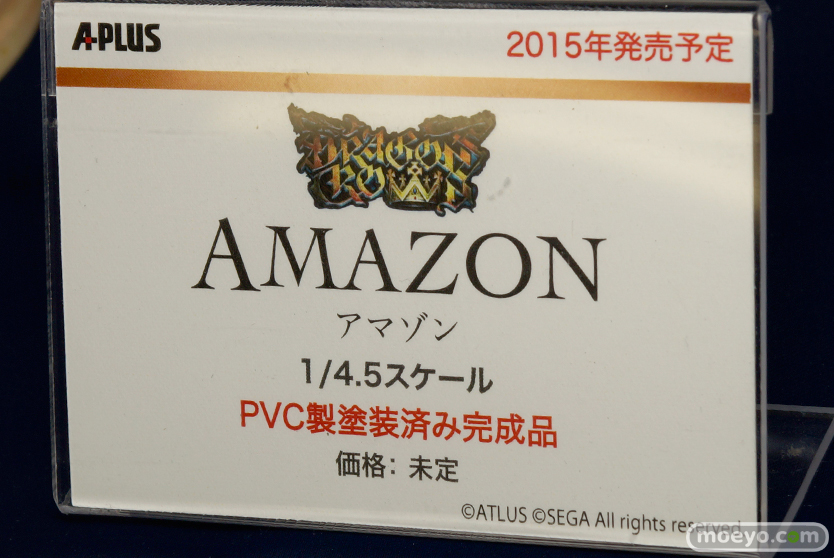 A-PLUS
2015年発売予定
DRAGON'S
CROWN
AMAZON
アマゾン
1/4.5スケール
PVC製塗装済み完成品
価格: 未定
©ATLUS ©SEGA All rights reserved.
moeyo.com